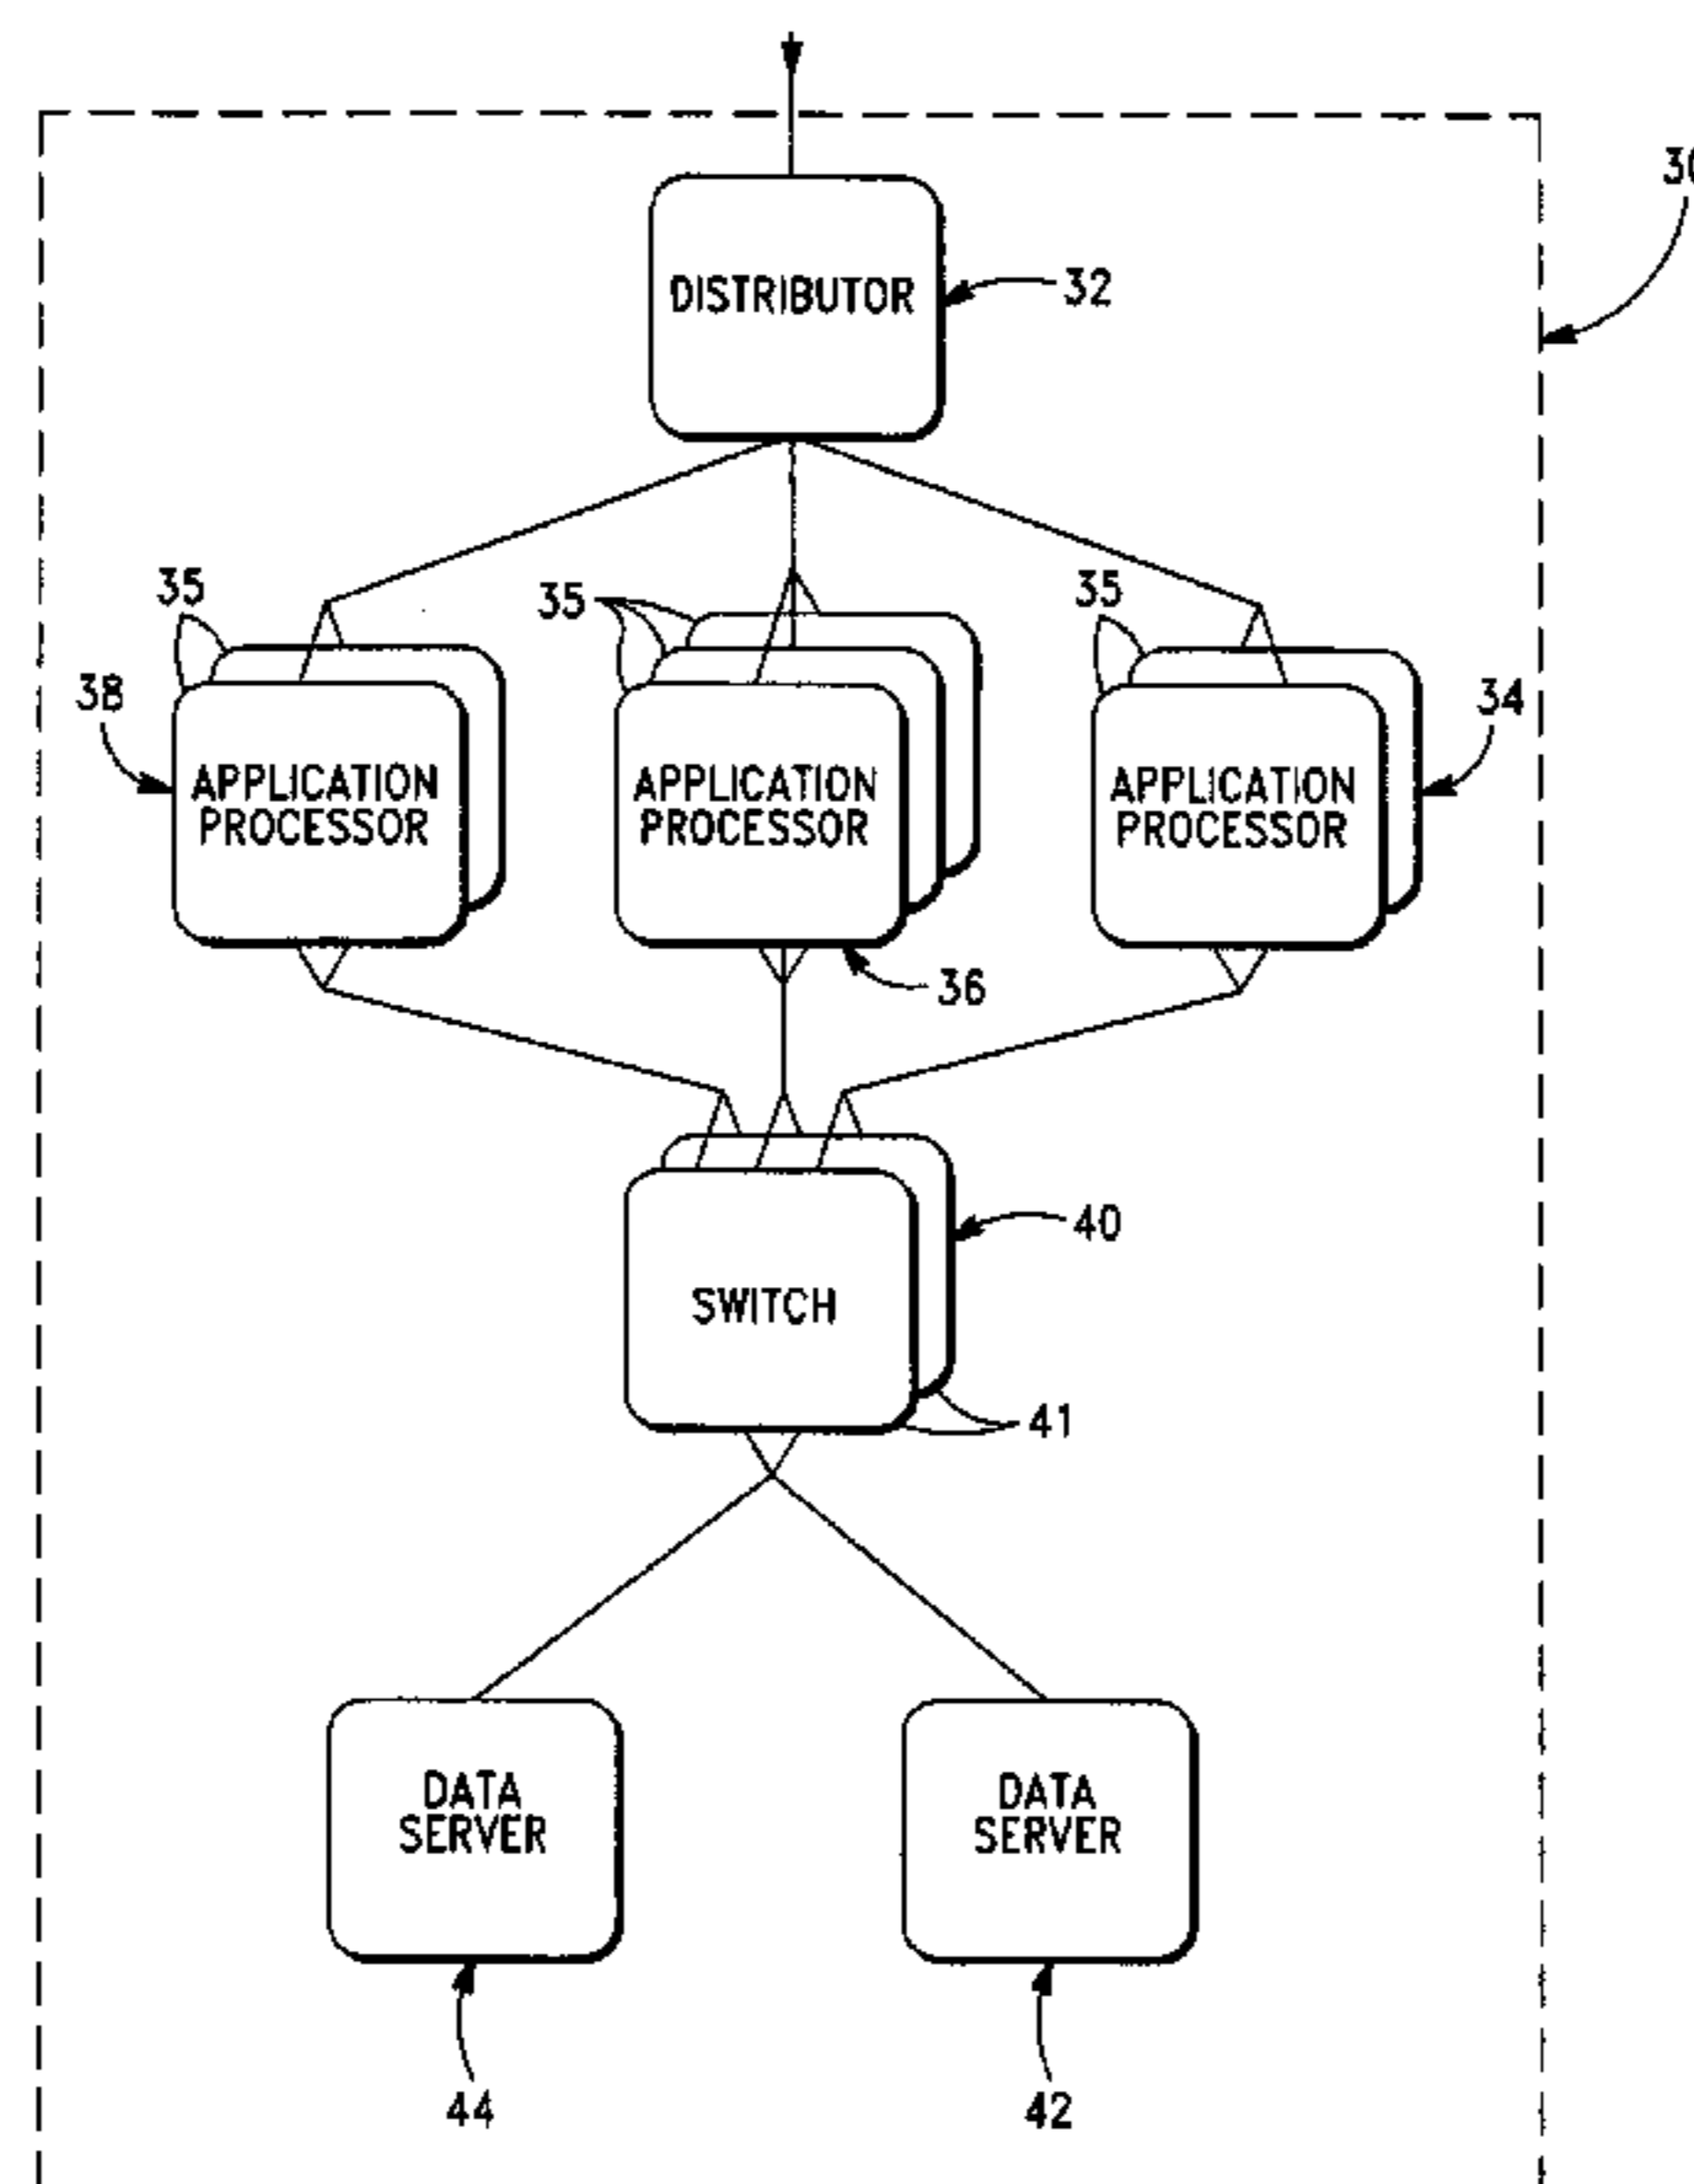 DISTRIBUTOR
32
35
35
35
38
34
APPLICATION
PROCESSOR
APPLICATION
PROCESSOR
APPLICATION
PROCESSOR
36
40
SWITCH
41
DATA
SERVER
DATA
SERVER
44
42